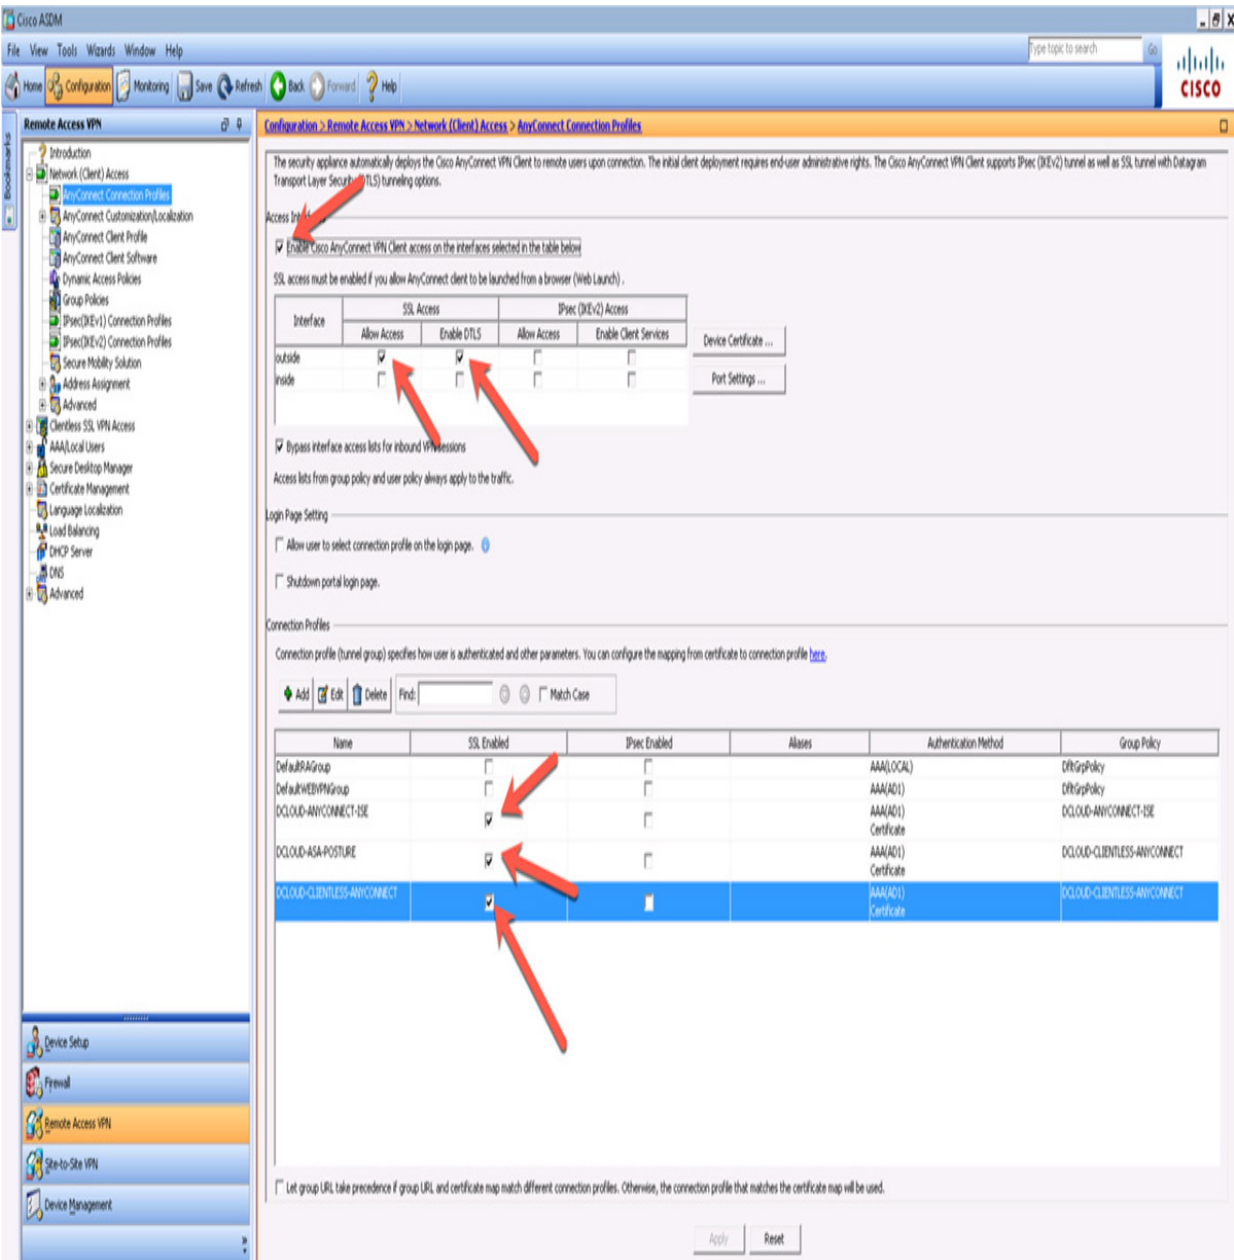 Cisco ASDM
File View Tools Wizards Window Help
Type topic to search Go
Home Configuration Monitoring Save Refresh Back Forward Help
CISCO
Bookmarks
Remote Access VPN
Introduction
Network (Client) Access
AnyConnect Connection Profiles
AnyConnect Customization/Localization
AnyConnect Client Profile
AnyConnect Client Software
Dynamic Access Policies
Group Policies
IPsec(IKEv1) Connection Profiles
IPsec(IKEv2) Connection Profiles
Secure Mobility Solution
Address Assignment
Advanced
Clientless SSL VPN Access
AAA/Local Users
Secure Desktop Manager
Certificate Management
Language Localization
Load Balancing
DHCP Server
DNS
Advanced
Device Setup
Firewall
Remote Access VPN
Site-to-Site VPN
Device Management
Configuration > Remote Access VPN > Network (Client) Access > AnyConnect Connection Profiles
The security appliance automatically deploys the Cisco AnyConnect VPN Client to remote users upon connection. The initial client deployment requires end-user administrative rights. The Cisco AnyConnect VPN Client supports IPsec (IKEv2) tunnel as well as SSL tunnel with Datagram
Transport Layer Security (DTLS) tunneling options.
Access Interfaces
Enable Cisco AnyConnect VPN Client access on the interfaces selected in the table below
SSL access must be enabled if you allow AnyConnect client to be launched from a browser (Web Launch) .
Interface SSL Access IPsec (IKEv2) Access
Allow Access Enable DTLS Allow Access Enable Client Services
outside
inside
Device Certificate ...
Port Settings ...
Bypass interface access lists for inbound VPN sessions
Access lists from group policy and user policy always apply to the traffic.
Login Page Setting
Allow user to select connection profile on the login page.
Shutdown portal login page.
Connection Profiles
Connection profile (tunnel group) specifies how user is authenticated and other parameters. You can configure the mapping from certificate to connection profile here.
Add Edit Delete Find: Match Case
Name SSL Enabled IPsec Enabled Aliases Authentication Method Group Policy
DefaultRAGroup AAA(LOCAL) DfltGrpPolicy
DefaultWEBVPNGroup AAA(AD1) DfltGrpPolicy
DCLOUD-ANYCONNECT-ISE AAA(AD1) DCLOUD-ANYCONNECT-ISE
Certificate
DCLOUD-ASA-POSTURE AAA(AD1) DCLOUD-CLIENTLESS-ANYCONNECT
Certificate
DCLOUD-CLIENTLESS-ANYCONNECT AAA(AD1) DCLOUD-CLIENTLESS-ANYCONNECT
Certificate
Let group URL take precedence if group URL and certificate map match different connection profiles. Otherwise, the connection profile that matches the certificate map will be used.
Apply Reset